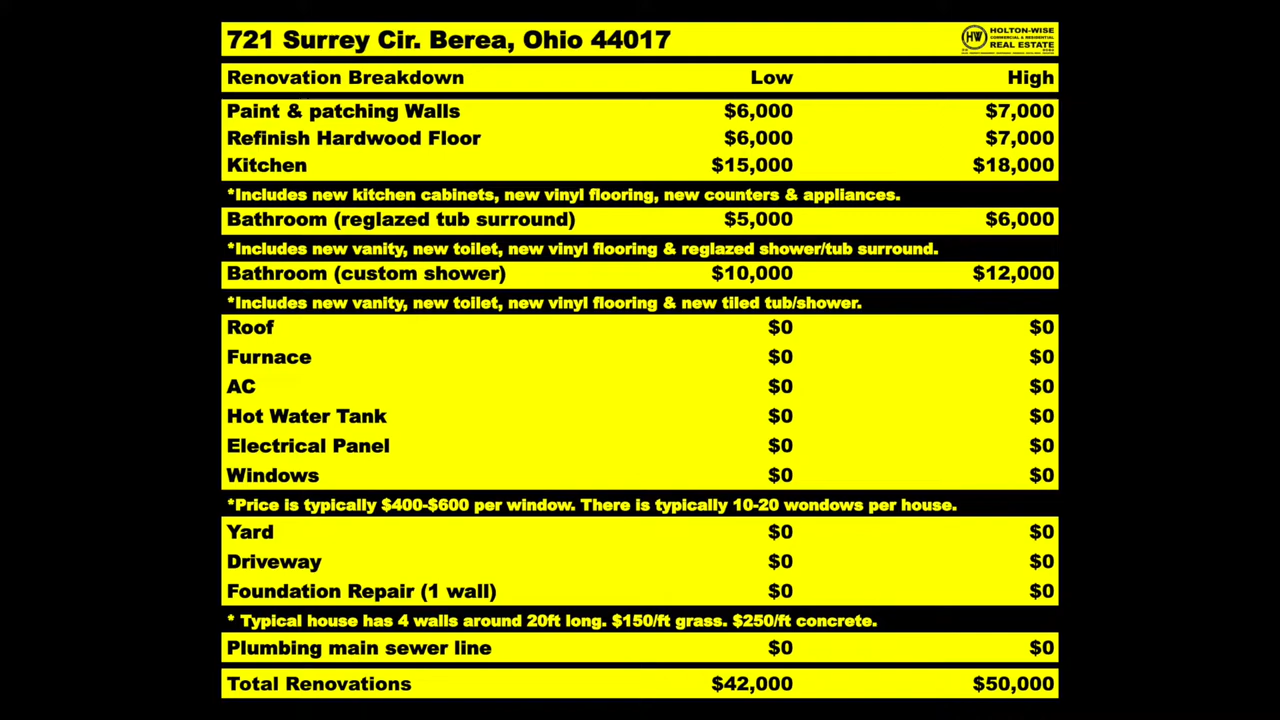 721 Surrey Cir. Berea, Ohio 44017
HOLTON-WISE
COMMERCIAL & RESIDENTIAL
REAL ESTATE
Renovation Breakdown Low High
Paint & patching Walls $6,000 $7,000
Refinish Hardwood Floor $6,000 $7,000
Kitchen $15,000 $18,000
*Includes new kitchen cabinets, new vinyl flooring, new counters & appliances.
Bathroom (reglazed tub surround) $5,000 $6,000
*Includes new vanity, new toilet, new vinyl flooring & reglazed shower/tub surround.
Bathroom (custom shower) $10,000 $12,000
*Includes new vanity, new toilet, new vinyl flooring & new tiled tub/shower.
Roof $0 $0
Furnace $0 $0
AC $0 $0
Hot Water Tank $0 $0
Electrical Panel $0 $0
Windows $0 $0
*Price is typically $400-$600 per window. There is typically 10-20 wondows per house.
Yard $0 $0
Driveway $0 $0
Foundation Repair (1 wall) $0 $0
* Typical house has 4 walls around 20ft long. $150/ft grass. $250/ft concrete.
Plumbing main sewer line $0 $0
Total Renovations $42,000 $50,000